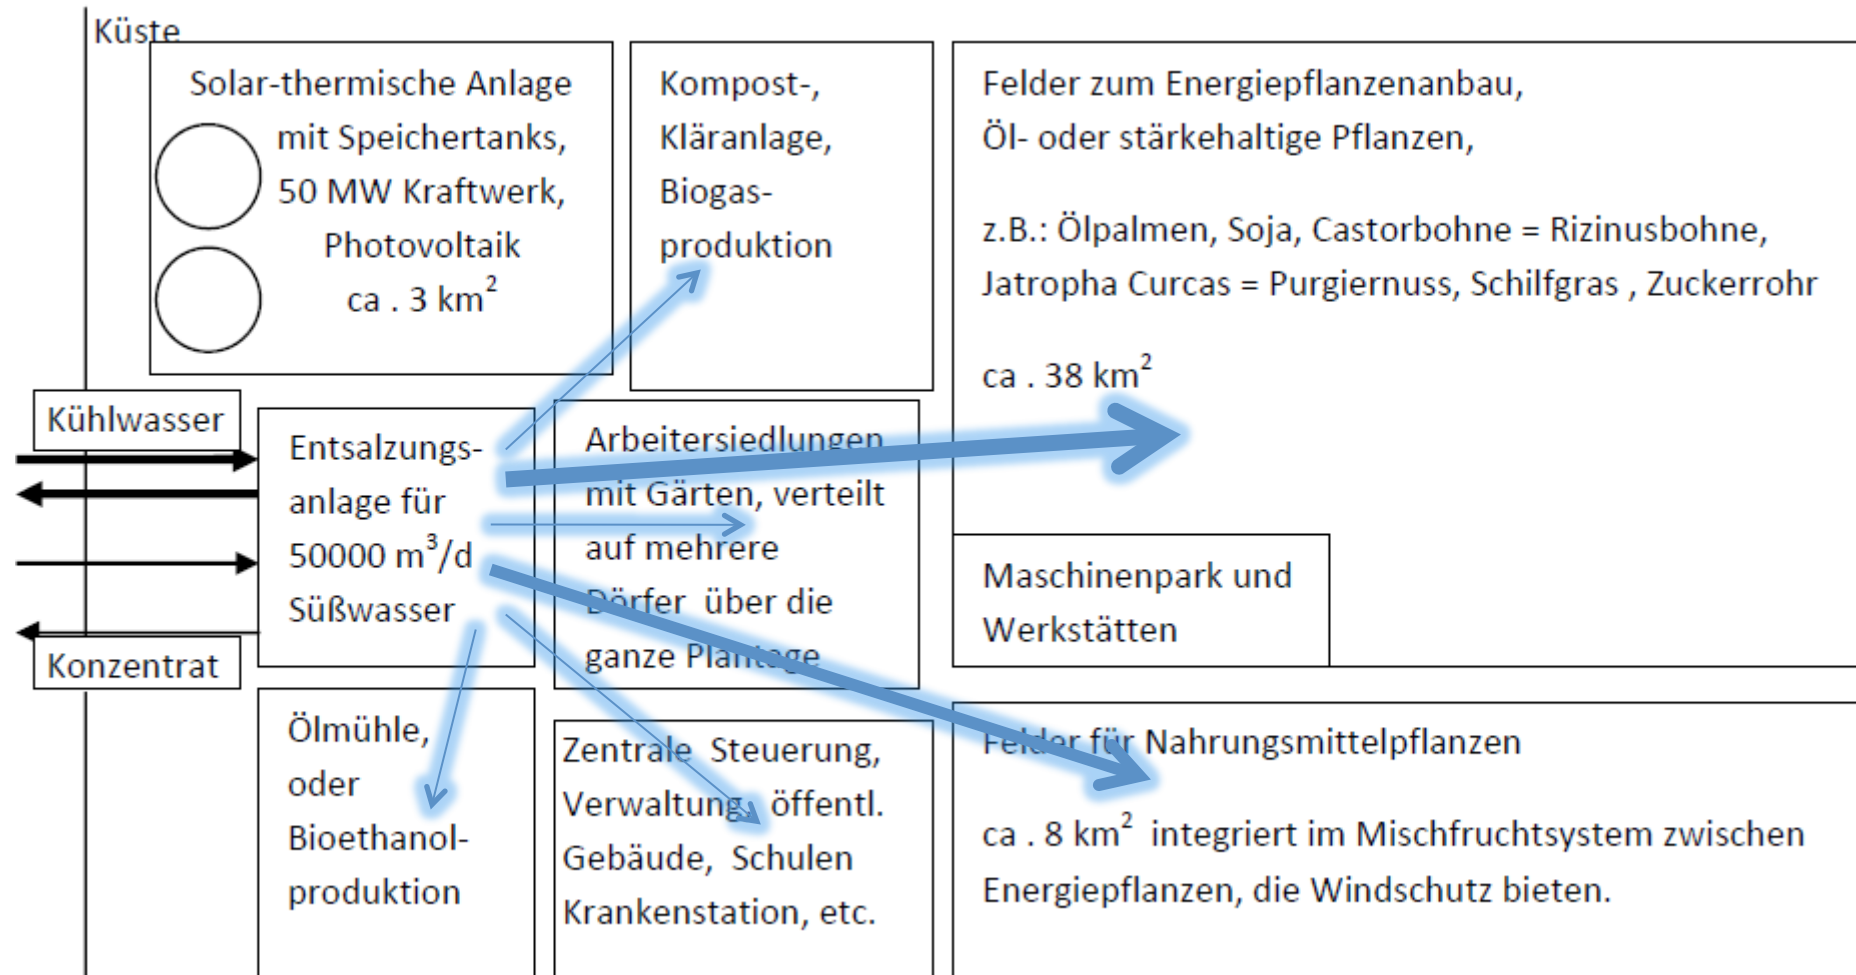 Küste
Solar-thermische Anlage
mit Speichertanks,
50 MW Kraftwerk,
Photovoltaik
ca . 3 km²
Kompost-,
Kläranlage,
Biogas-
produktion
Felder zum Energiepflanzenanbau,
Öl- oder stärkehaltige Pflanzen,
z.B.: Ölpalmen, Soja, Castorbohne = Rizinusbohne,
Jatropha Curcas = Purgiernuss, Schilfgras , Zuckerrohr
ca . 38 km²
Kühlwasser
Entsalzungs-
anlage für
50000 m³/d
Süßwasser
Konzentrat
Arbeitersiedlungen
mit Gärten, verteilt
auf mehrere
Dörfer über die
ganze Plantage
Maschinenpark und
Werkstätten
Ölmühle,
oder
Bioethanol-
produktion
Zentrale Steuerung,
Verwaltung, öffentl.
Gebäude, Schulen
Krankenstation, etc.
Felder für Nahrungsmittelpflanzen
ca . 8 km² integriert im Mischfruchtsystem zwischen
Energiepflanzen, die Windschutz bieten.